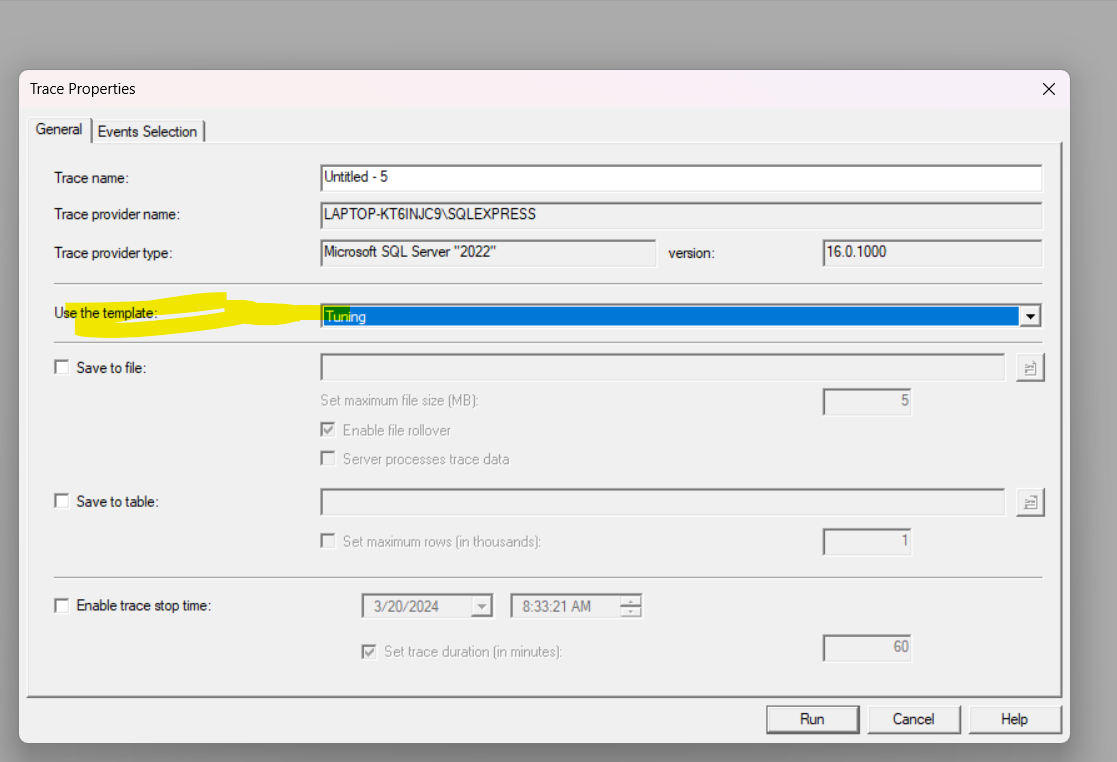 Trace Properties
General Events Selection
Trace name: Untitled - 5
Trace provider name: LAPTOP-KT6INJC9\SQLEXPRESS
Trace provider type: Microsoft SQL Server "2022" version: 16.0.1000
Use the template: Tuning
Save to file:
Set maximum file size (MB): 5
Enable file rollover
Server processes trace data
Save to table:
Set maximum rows (in thousands): 1
Enable trace stop time: 3/20/2024 8:33:21 AM
Set trace duration (in minutes): 60
Run Cancel Help